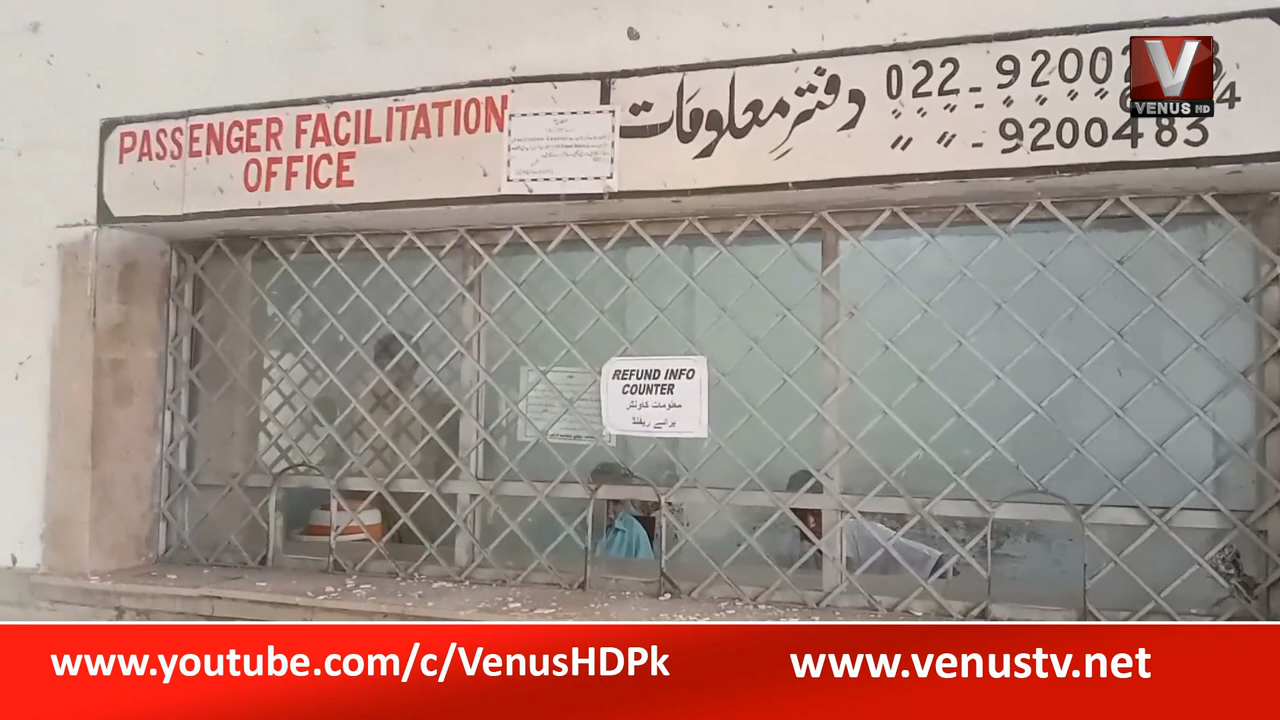 PASSENGER FACILITATION
OFFICE
دفترِ معلومات
022-9200
" " - 9200483
REFUND INFO
COUNTER
معلومات کاونٹر
برائے ریفنڈ
V
VENUS HD
www.youtube.com/c/VenusHDPk
www.venustv.net